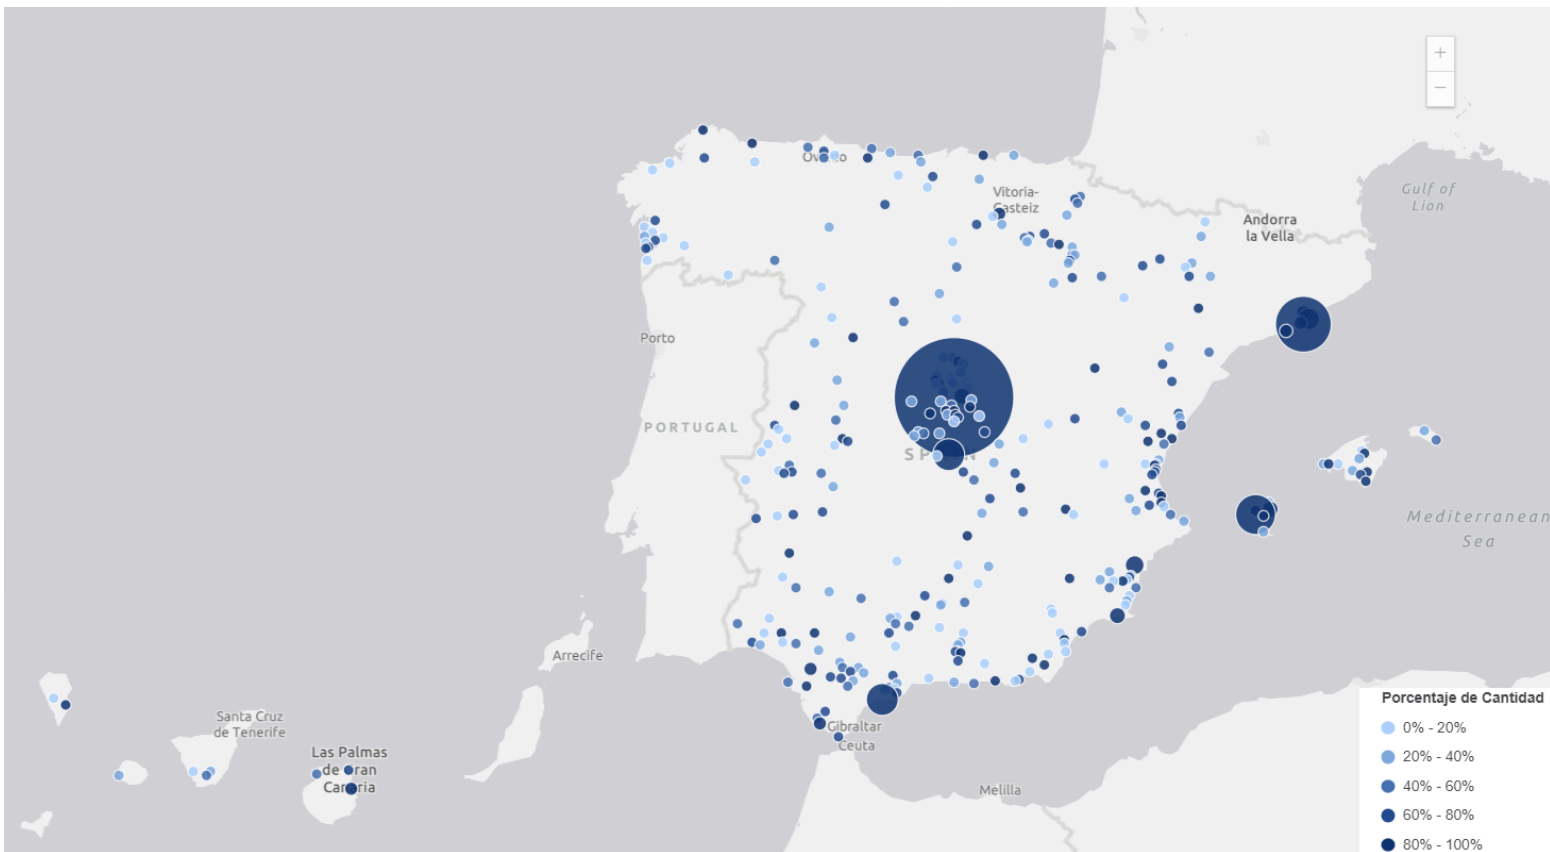 +
−
Gulf of
Lion
Oviedo
Vitoria-
Gasteiz
Andorra
la Vella
Porto
PORTUGAL
SPAIN
Mediterranean
Sea
Arrecife
Santa Cruz
de Tenerife
Las Palmas
de Gran
Canaria
Gibraltar
Ceuta
Melilla
Porcentaje de Cantidad
0% - 20%
20% - 40%
40% - 60%
60% - 80%
80% - 100%